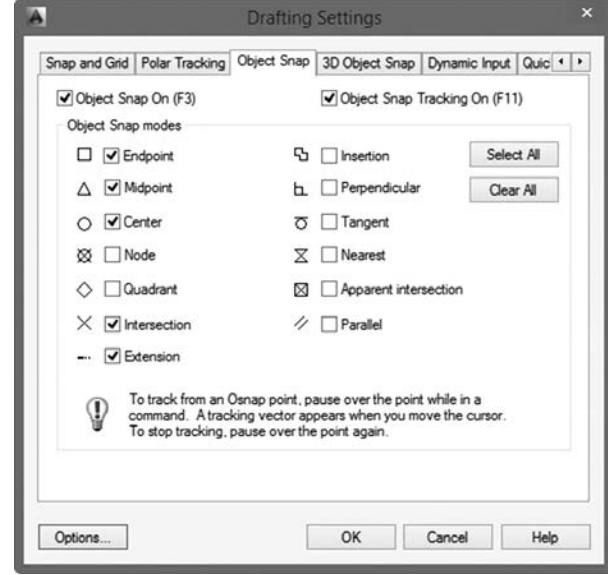 Drafting Settings
Snap and Grid Polar Tracking Object Snap 3D Object Snap Dynamic Input Quic
Object Snap On (F3) Object Snap Tracking On (F11)
Object Snap modes
Endpoint Insertion Select All
Midpoint Perpendicular Clear All
Center Tangent
Node Nearest
Quadrant Apparent intersection
Intersection Parallel
Extension
To track from an Osnap point, pause over the point while in a
command. A tracking vector appears when you move the cursor.
To stop tracking, pause over the point again.
Options... OK Cancel Help